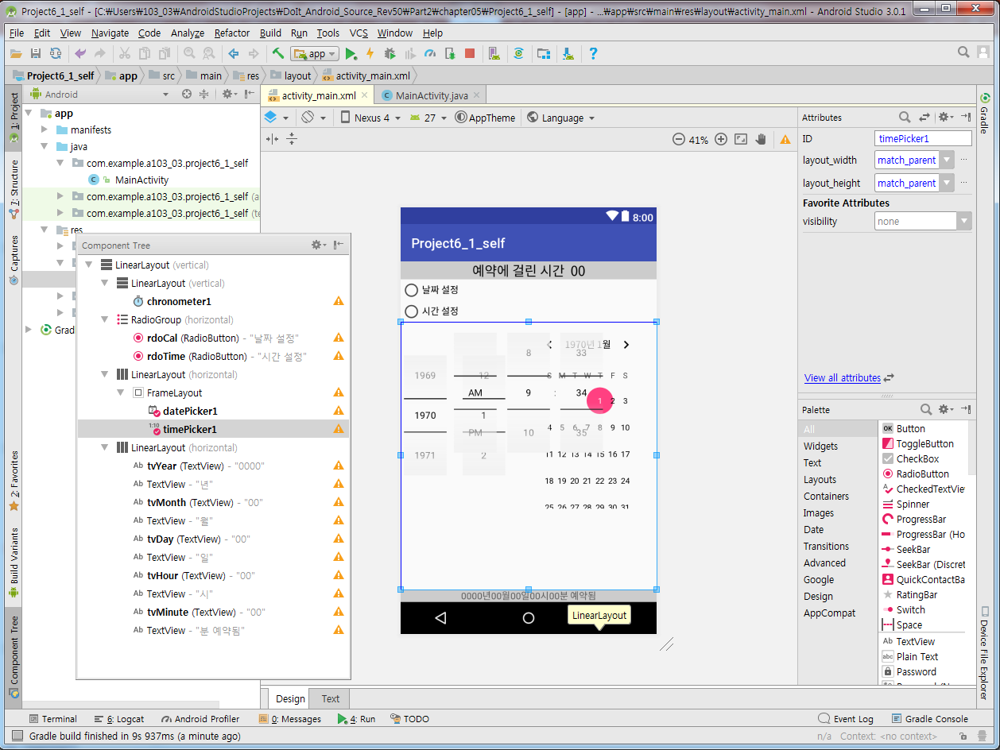 Project6_1_self - [C:₩Users₩103_03₩AndroidStudioProjects₩DoIt_Android_Source_Rev50₩Part2₩chapter05₩Project6_1_self] - [app] - ...₩app₩src₩main₩res₩layout₩activity_main.xml - Android Studio 3.0.1
File Edit View Navigate Code Analyze Refactor Build Run Tools VCS Window Help
app
Project6_1_self app src main res layout activity_main.xml
1: Project
7: Structure
Captures
2: Favorites
Build Variants
Component Tree
Android
app
manifests
java
com.example.a103_03.project6_1_self
MainActivity
com.example.a103_03.project6_1_self (a
com.example.a103_03.project6_1_self (te
res
Grad
Component Tree
LinearLayout (vertical)
LinearLayout (vertical)
chronometer1
RadioGroup (horizontal)
rdoCal (RadioButton) - "날짜 설정"
rdoTime (RadioButton) - "시간 설정"
LinearLayout (horizontal)
FrameLayout
datePicker1
timePicker1
LinearLayout (horizontal)
Ab tvYear (TextView) - "0000"
Ab TextView - "년"
Ab tvMonth (TextView) - "00"
Ab TextView - "월"
Ab tvDay (TextView) - "00"
Ab TextView - "일"
Ab tvHour (TextView) - "00"
Ab TextView - "시"
Ab tvMinute (TextView) - "00"
Ab TextView - "분 예약됨"
activity_main.xml MainActivity.java
Nexus 4 27 AppTheme Language
41%
8:00
Project6_1_self
예약에 걸린 시간 00
날짜 설정
시간 설정
8 33 1970년 1월
1969 12 S M T W T F S
AM 9 : 34 1 2 3
1970 1
PM 10 35 4 5 6 7 8 9 10
1971 2 11 12 13 14 15 16 17
18 19 20 21 22 23 24
25 26 27 28 29 30 31
0000년00월00일00시00분 예약됨
LinearLayout
Design Text
Attributes
ID timePicker1
layout_width match_parent ...
layout_height match_parent ...
Favorite Attributes
visibility none
View all attributes
Palette
All
Widgets
Text
Layouts
Containers
Images
Date
Transitions
Advanced
Google
Design
AppCompat
OK Button
ToggleButton
CheckBox
RadioButton
CheckedTextVie
Spinner
ProgressBar
ProgressBar (Ho
SeekBar
SeekBar (Discret
QuickContactBa
RatingBar
Switch
Space
Ab TextView
abc Plain Text
Password
Gradle
Device File Explorer
Terminal 6: Logcat Android Profiler 0: Messages 4: Run TODO Event Log Gradle Console
Gradle build finished in 9s 937ms (a minute ago) n/a Context: <no context>